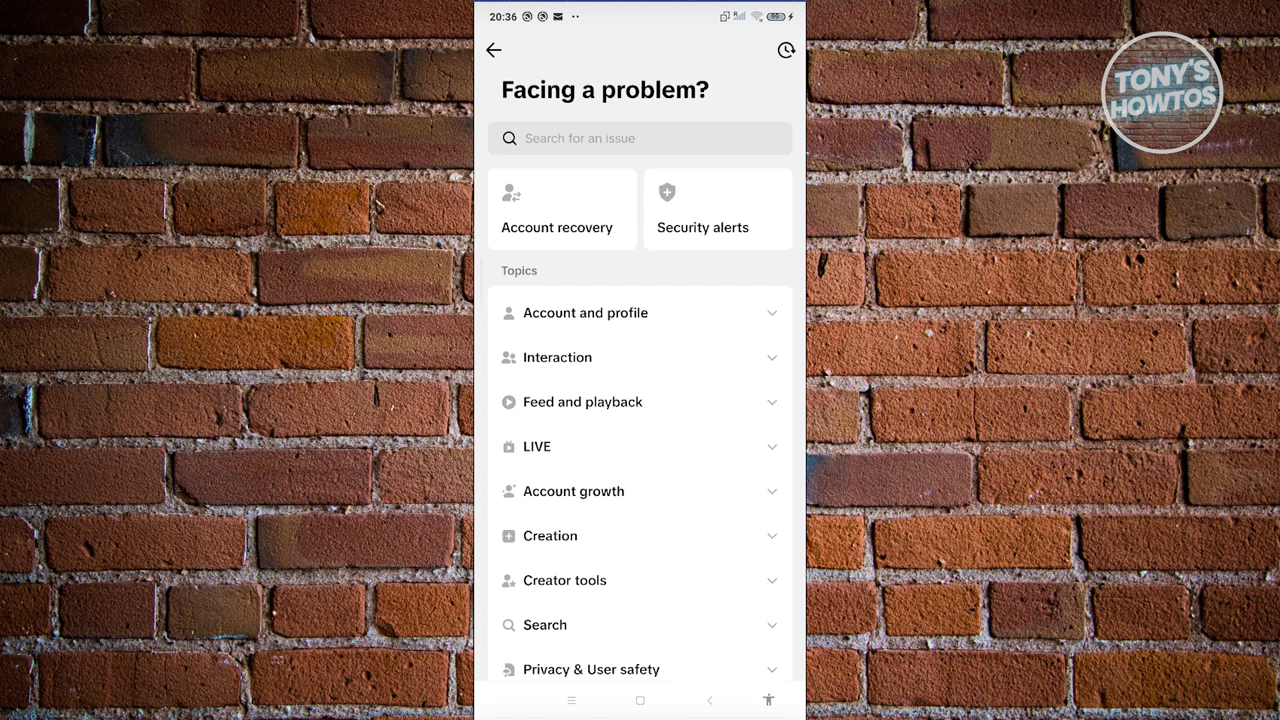 20:36
Facing a problem?
Search for an issue
Account recovery
Security alerts
Topics
Account and profile
Interaction
Feed and playback
LIVE
Account growth
Creation
Creator tools
Search
Privacy & User safety
TONY'S
HOWTOS